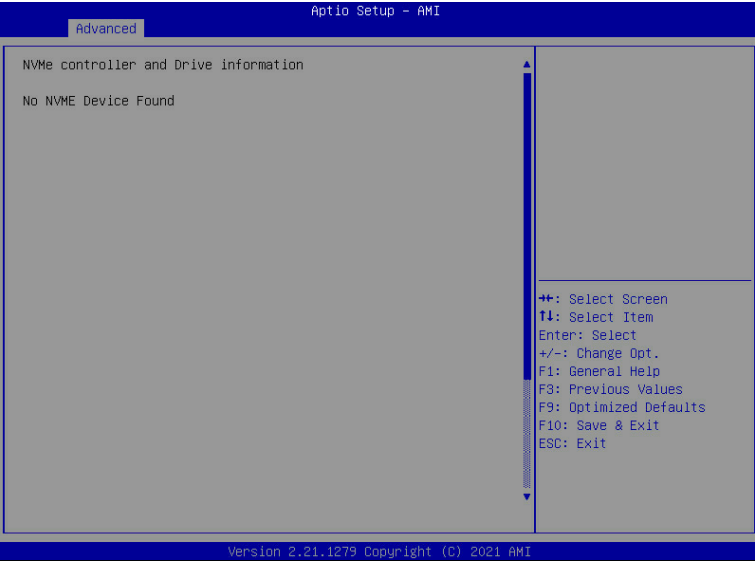 Aptio Setup – AMI
Advanced
NVMe controller and Drive information
No NVME Device Found
→←: Select Screen
↑↓: Select Item
Enter: Select
+/-: Change Opt.
F1: General Help
F3: Previous Values
F9: Optimized Defaults
F10: Save & Exit
ESC: Exit
Version 2.21.1279 Copyright (C) 2021 AMI